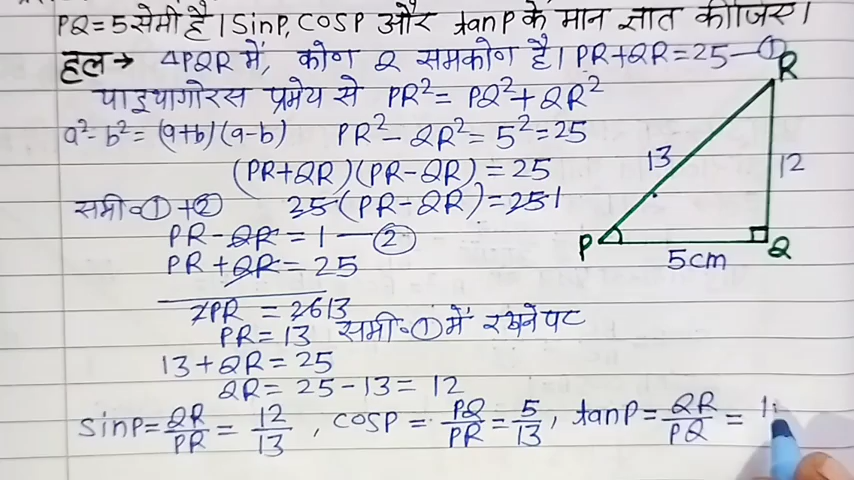 PQ = 5 सेमी है । sinP, cosP और tanP के मान ज्ञात कीजिए ।
हल → △PQR में, कोण Q समकोण है। PR+QR=25—①
पाइथागोरस प्रमेय से PR² = PQ² + QR²
a²-b² = (a+b)(a-b) PR² - QR² = 5² = 25
(PR+QR)(PR-QR) = 25
समी॰ ①+② 25(PR-QR) = 25 1
PR - QR = 1 — ②
PR + QR = 25
2PR = 26 13
PR = 13 समी॰ ① में रखने पर
13 + QR = 25
QR = 25 - 13 = 12
sinP = QR/PR = 12/13 , cosP = PQ/PR = 5/13 , tanP = QR/PQ =
R
13
12
P
5cm
Q